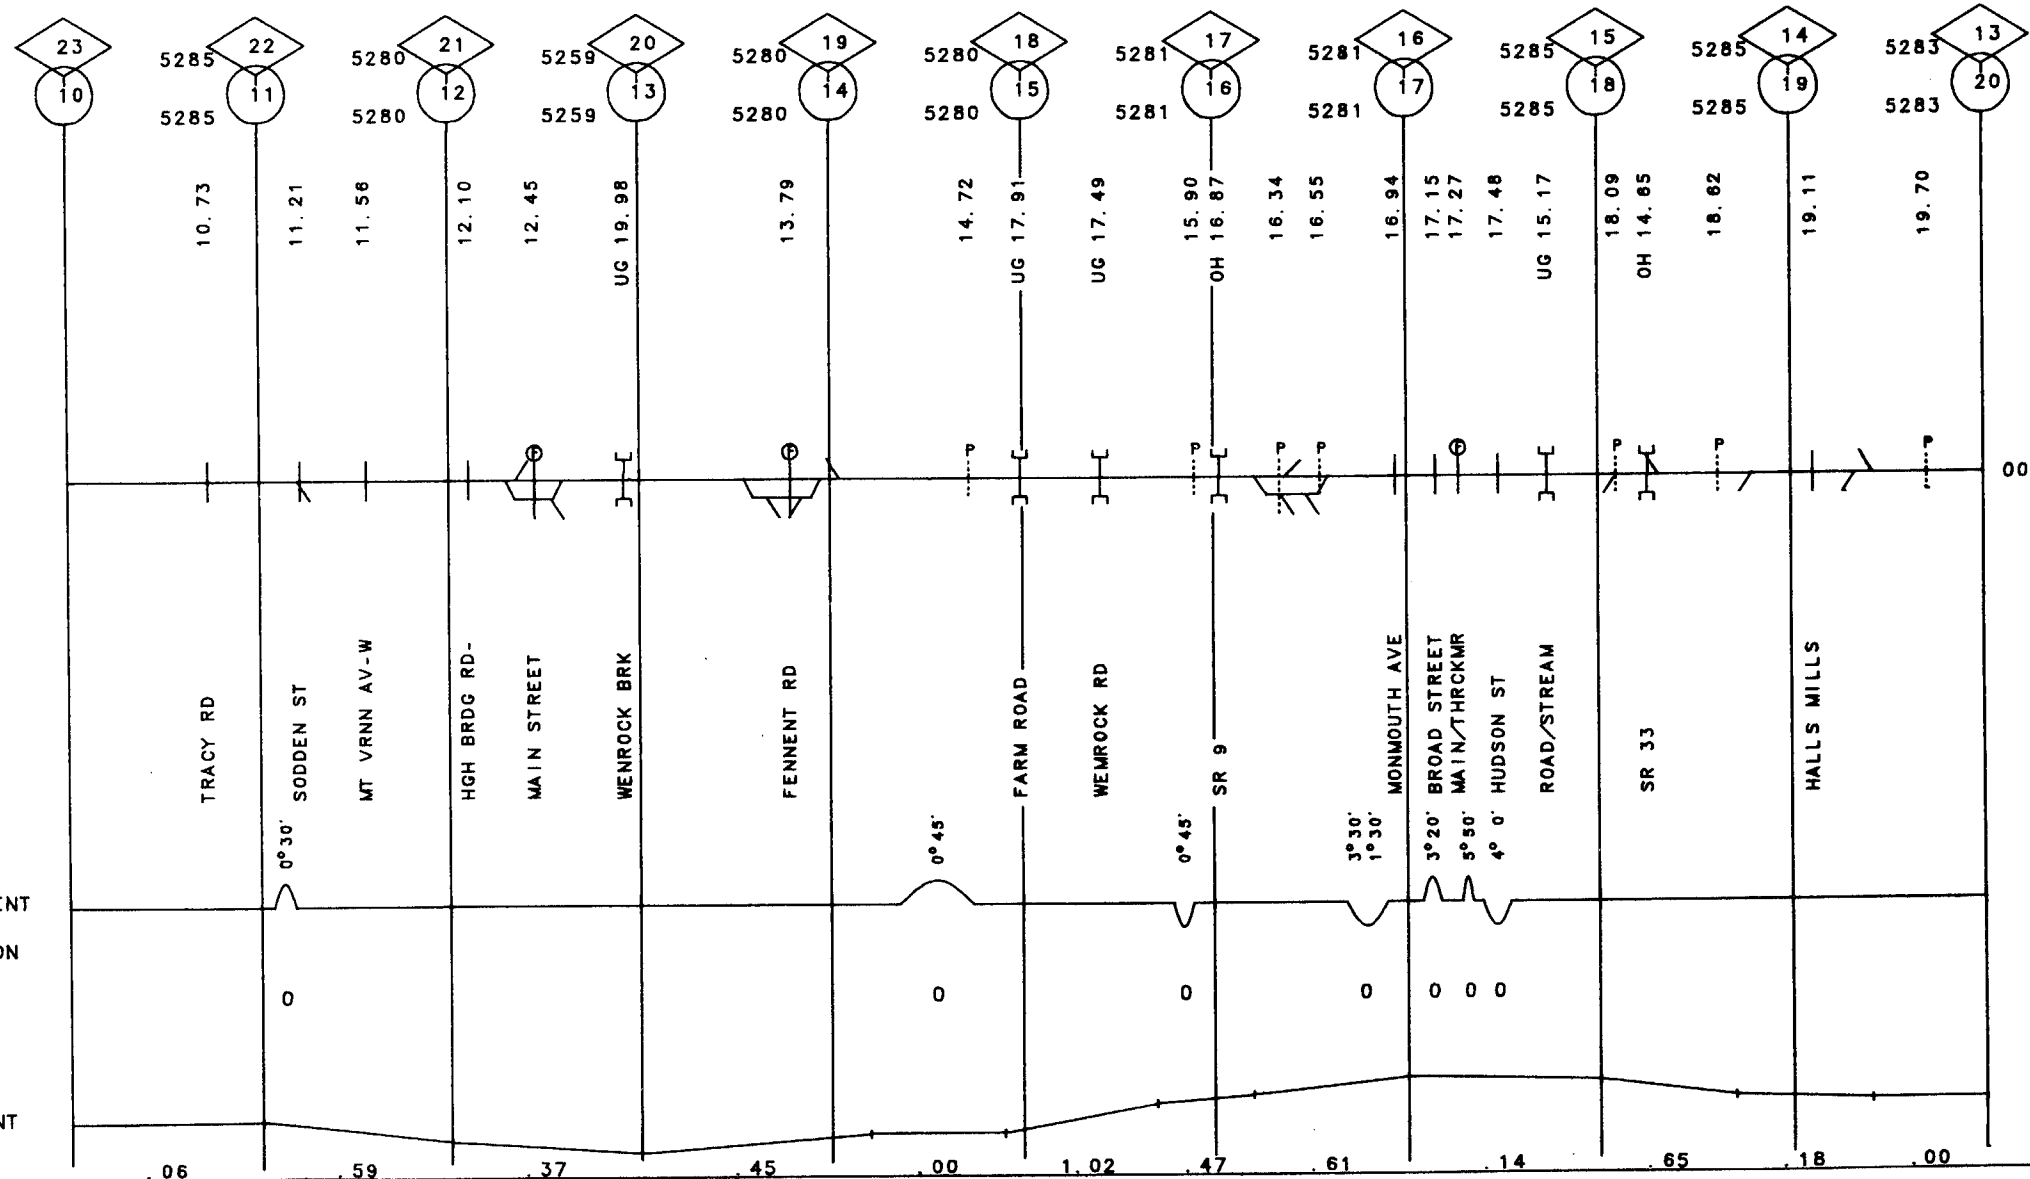 23 22 21 20 19 18 17 16 15 14 13
5285 5280 5259 5280 5280 5281 5281 5285 5285 5283
10 11 12 13 14 15 16 17 18 19 20
5285 5280 5259 5280 5280 5281 5281 5285 5285 5283
10.73
11.21
11.56
12.10
12.45
UG 19.98
13.79
14.72
UG 17.91
UG 17.49
15.90
OH 16.87
16.34
16.55
16.94
17.15
17.27
17.48
UG 15.17
18.09
OH 14.65
18.62
19.11
19.70
F F P P P P F P P P
00
TRACY RD
SODDEN ST
MT VRNN AV-W
HGH BRDG RD-
MAIN STREET
WENROCK BRK
FENNENT RD
FARM ROAD
WEMROCK RD
SR 9
MONMOUTH AVE
BROAD STREET
MAIN/THRCKMR
HUDSON ST
ROAD/STREAM
SR 33
HALLS MILLS
0°30'
0°45'
0°45'
3°30'
1°30'
3°20'
5°50'
4° 0'
ENT
ON
0 0 0 0 0 0 0
NT
.06 .59 .37 .45 .00 1.02 .47 .61 .14 .65 .18 .00